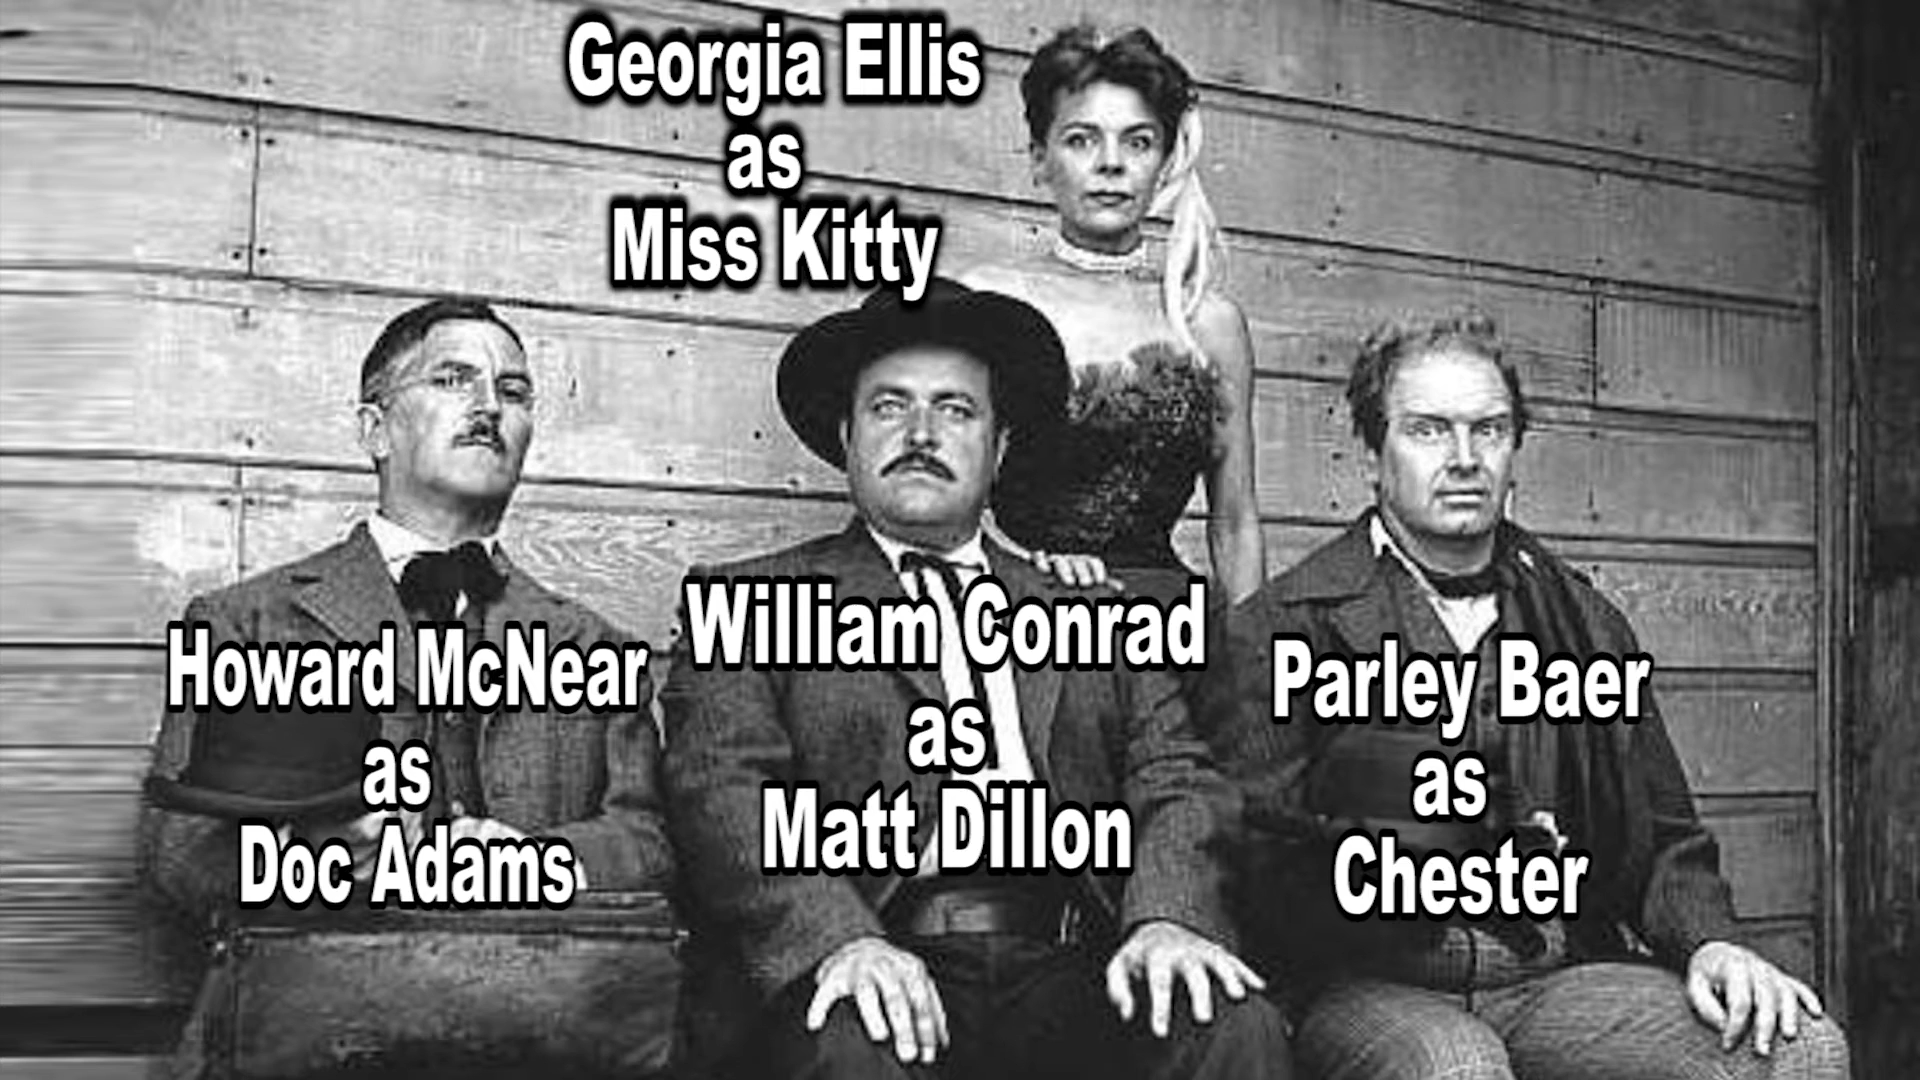 Georgia Ellis
as
Miss Kitty
Howard McNear
as
Doc Adams
William Conrad
as
Matt Dillon
Parley Baer
as
Chester